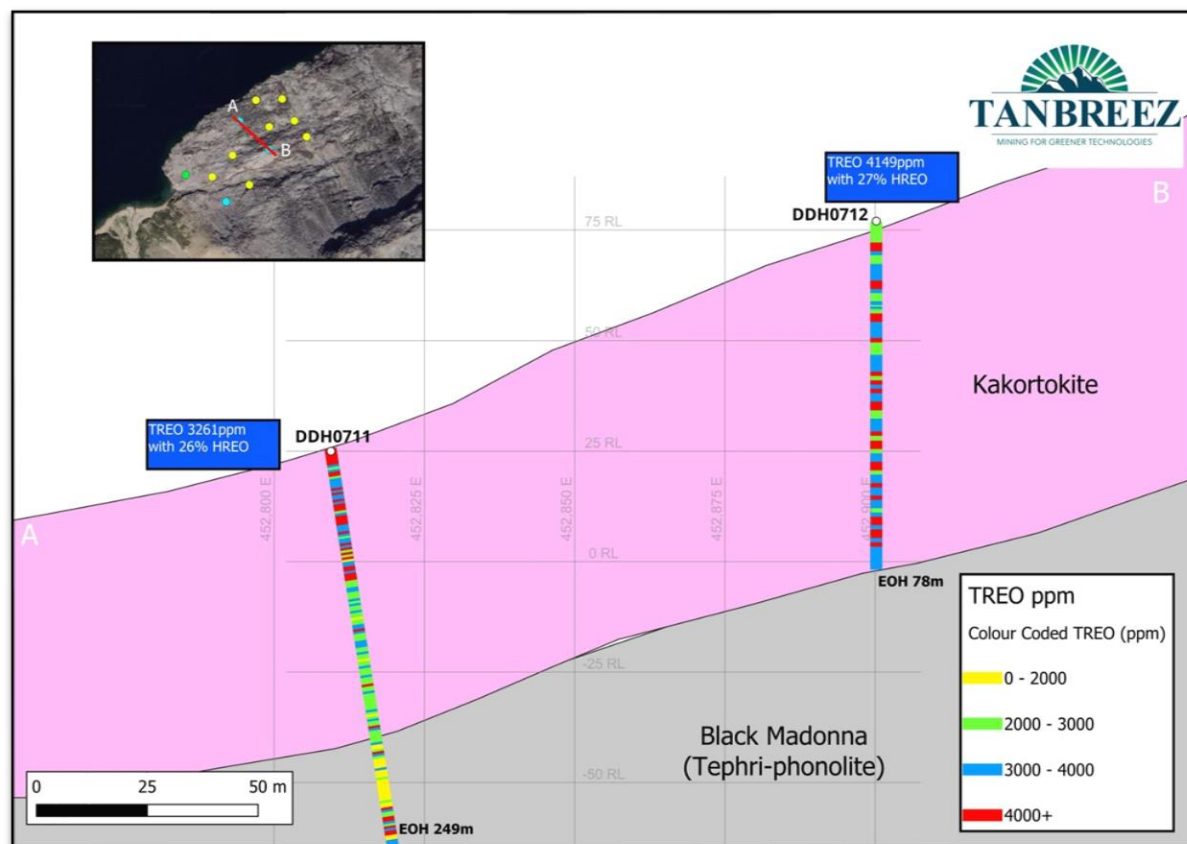 A
B
TANBREEZ
MINING FOR GREENER TECHNOLOGIES
TREO 4149ppm
with 27% HREO
B
DDH0712
75 RL
50 RL
Kakortokite
TREO 3261ppm
with 26% HREO
DDH0711
25 RL
452,800 E
452,825 E
452,850 E
452,875 E
452,900 E
A
0 RL
EOH 78m
-25 RL
Black Madonna
(Tephri-phonolite)
-50 RL
0 25 50 m
EOH 249m
TREO ppm
Colour Coded TREO (ppm)
0 - 2000
2000 - 3000
3000 - 4000
4000+